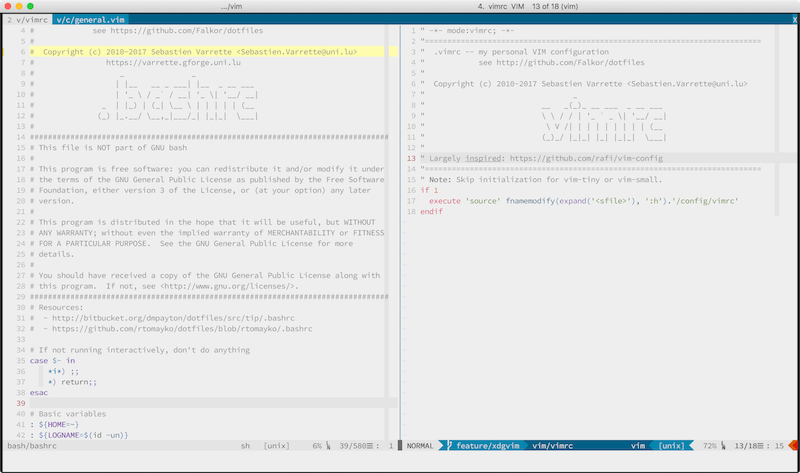 .../vim
4. vimrc VIM 13 of 18 (vim)
2 v/vimrc v/c/general.vim X
4 # see https://github.com/Falkor/dotfiles
5 #
6 # Copyright (c) 2010-2017 Sebastien Varrette <Sebastien.Varrette@uni.lu>
7 # https://varrette.gforge.uni.lu
8 #
9 #
10 #
11 #
12 #
13 #
14 ################################################################################
15 # This file is NOT part of GNU bash
16 #
17 # This program is free software: you can redistribute it and/or modify it under
18 # the terms of the GNU General Public License as published by the Free Software
19 # Foundation, either version 3 of the License, or (at your option) any later
20 # version.
21 #
22 # This program is distributed in the hope that it will be useful, but WITHOUT
23 # ANY WARRANTY; without even the implied warranty of MERCHANTABILITY or FITNESS
24 # FOR A PARTICULAR PURPOSE. See the GNU General Public License for more
25 # details.
26 #
27 # You should have received a copy of the GNU General Public License along with
28 # this program. If not, see <http://www.gnu.org/licenses/>.
29 ################################################################################
30 # Resources:
31 # - http://bitbucket.org/dmpayton/dotfiles/src/tip/.bashrc
32 # - https://github.com/rtomayko/dotfiles/blob/rtomayko/.bashrc
33
34 # If not running interactively, don't do anything
35 case $- in
36 *i*) ;;
37 *) return;;
38 esac
39
40 # Basic variables
41 : ${HOME=~}
42 : ${LOGNAME=$(id -un)}
bash/bashrc sh [unix] 6% 39/580 : 1
1 " -*- mode:vimrc; -*-
2 "===============================================================================
3 " .vimrc -- my personal VIM configuration
4 " see http://github.com/Falkor/dotfiles
5 "
6 " Copyright (c) 2010-2017 Sebastien Varrette <Sebastien.Varrette@uni.lu>
7 "
8 "
9 "
10 "
11 "
12 "
13 " Largely inspired: https://github.com/rafi/vim-config
14 "===============================================================================
15 " Note: Skip initialization for vim-tiny or vim-small.
16 if 1
17 execute 'source' fnamemodify(expand('<sfile>'), ':h').'/config/vimrc'
18 endif
NORMAL feature/xdgvim vim/vimrc vim [unix] 72% 13/18 : 15